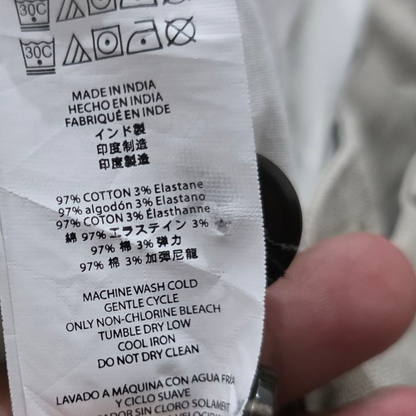 30C
30C
MADE IN INDIA
HECHO EN INDIA
FABRIQUÉ EN INDE
インド製
印度制造
印度製造
97% COTTON 3% Elastane
97% algodón 3% Elastano
97% COTON 3% Élasthanne
綿 97% エラスティン 3%
97% 棉 3% 弹力
97% 棉 3% 加彈尼龍
MACHINE WASH COLD
GENTLE CYCLE
ONLY NON-CHLORINE BLEACH
TUMBLE DRY LOW
COOL IRON
DO NOT DRY CLEAN
LAVADO A MÁQUINA CON AGUA FRÍA
Y CICLO SUAVE
SIN CLORO SOLAMENT